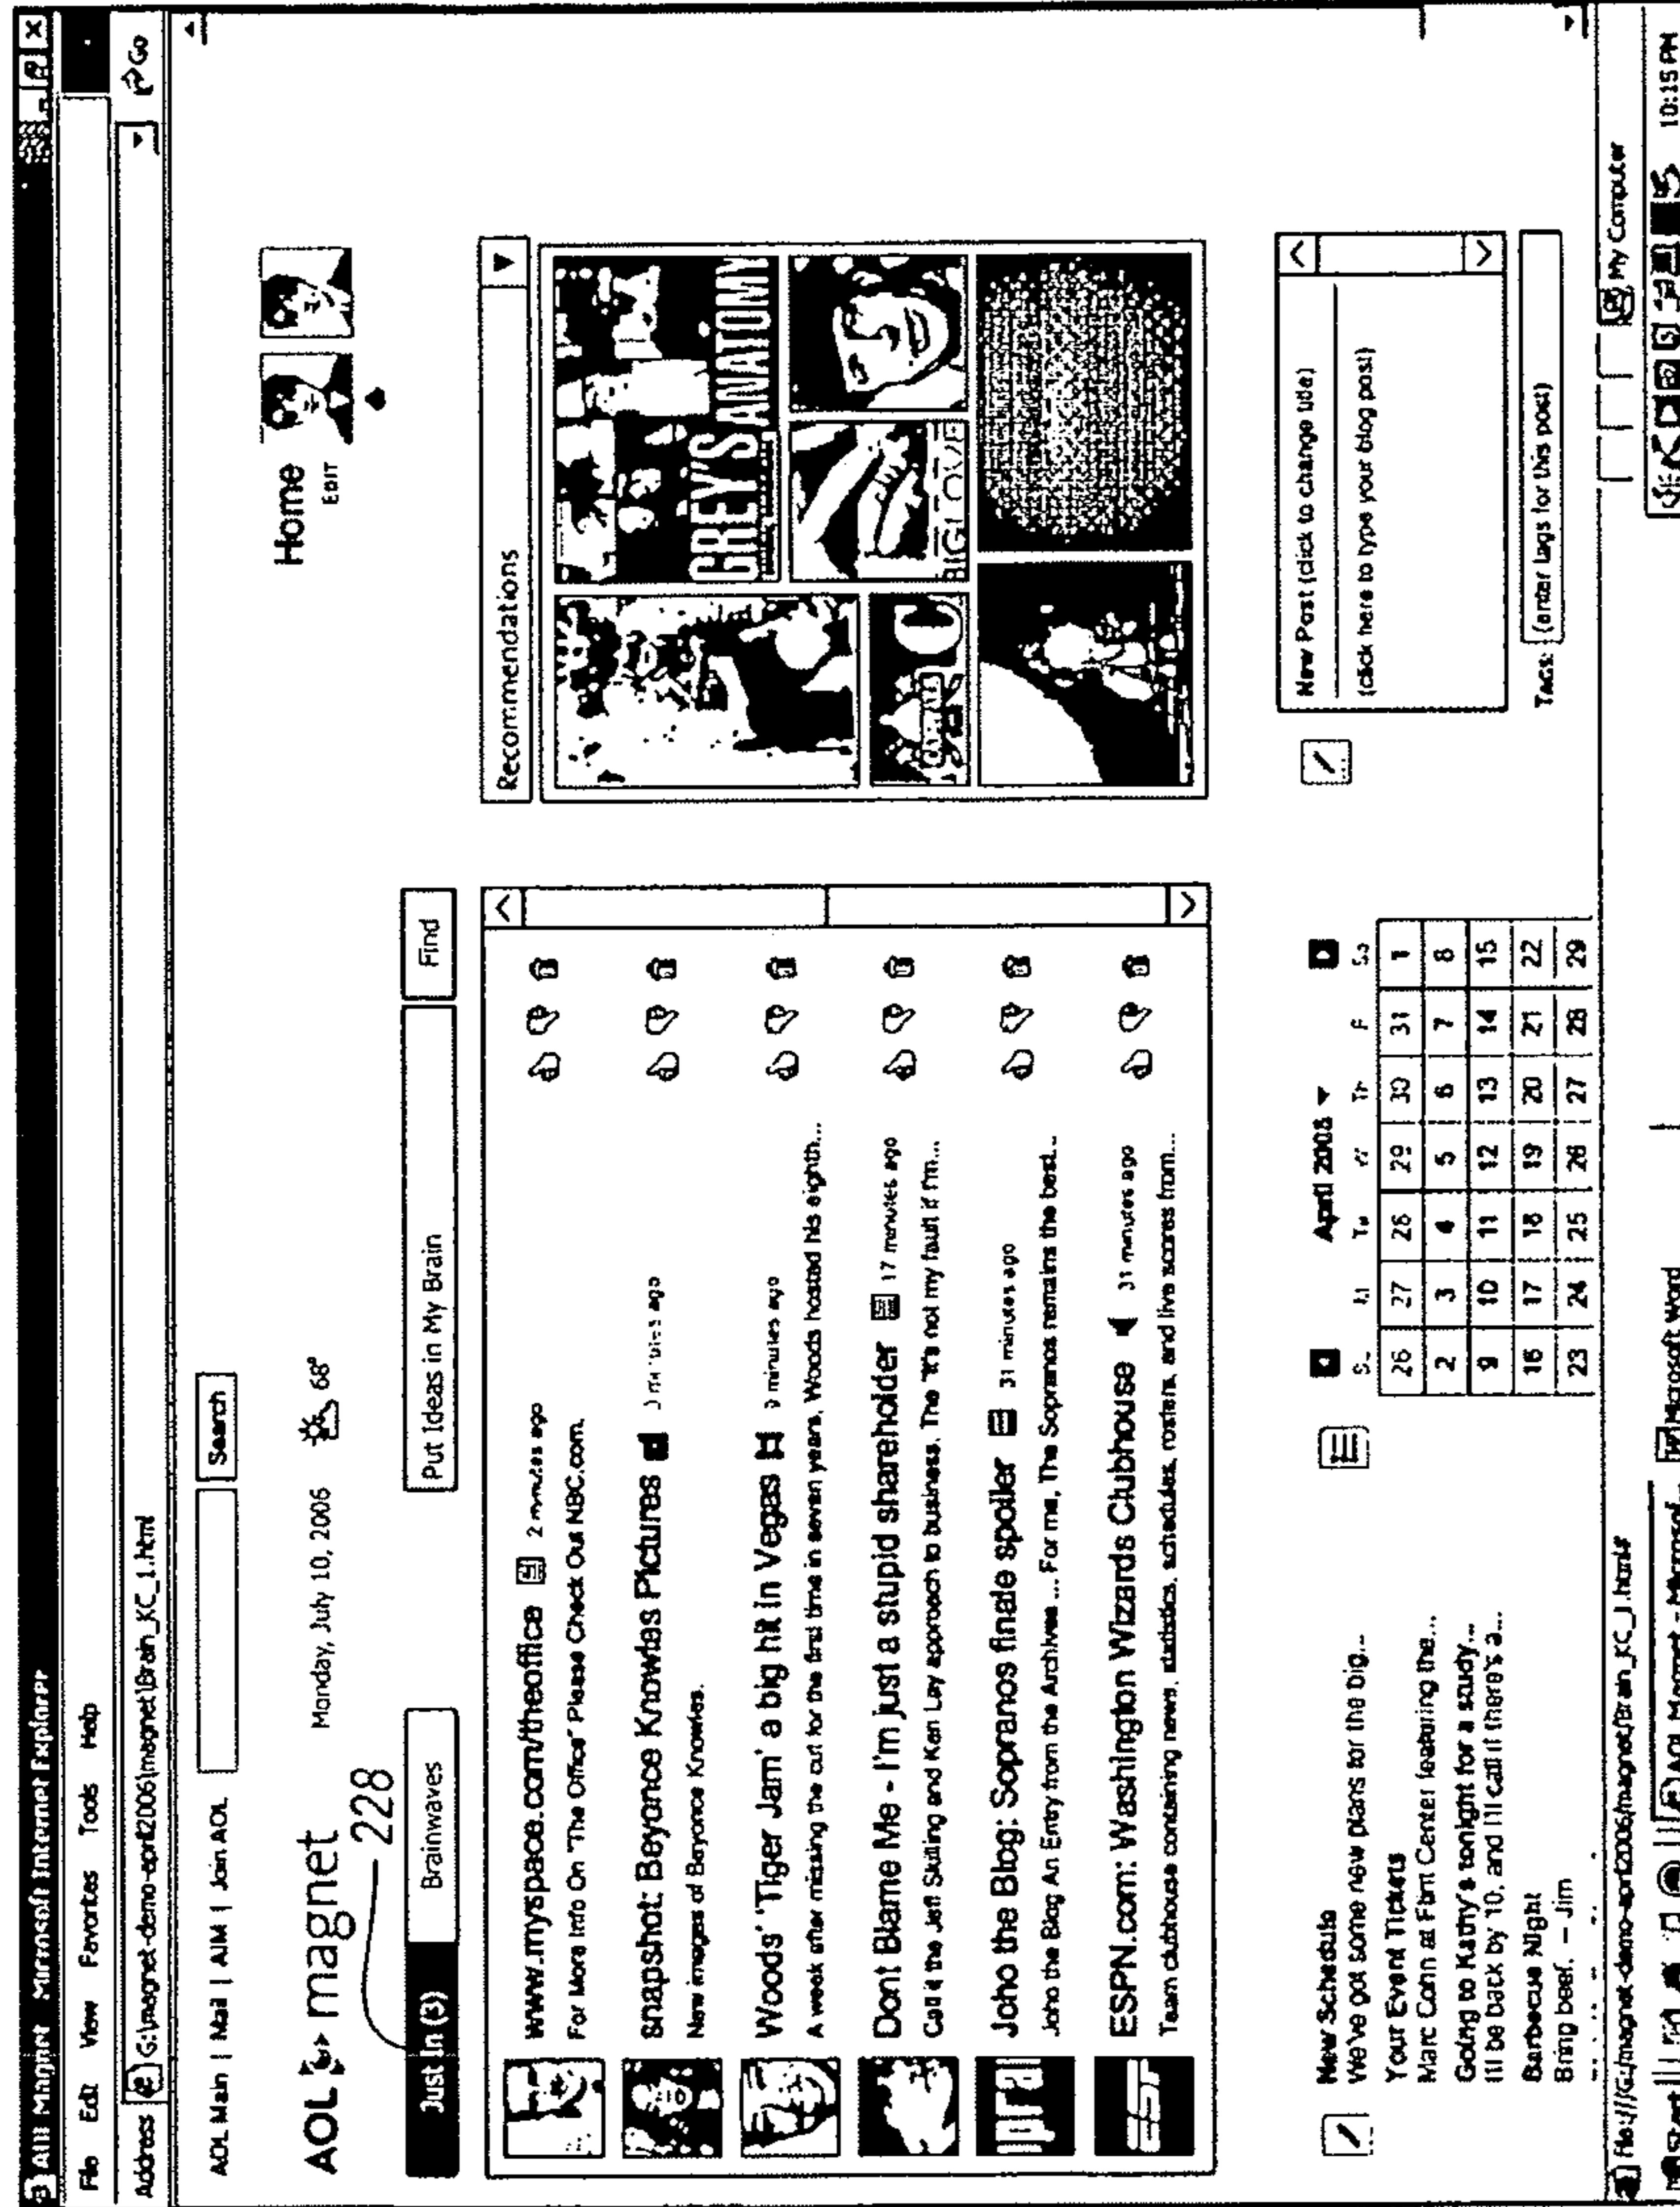 AOL Magnet Microsoft Internet Explorer
File Edit View Favorites Tools Help
Address G:\magnet-demo-april2006\magnet\Brain_KC_1.html Go
AOL Main | Mail | AIM | Join AOL Search
AOL magnet Monday, July 10, 2006 68°
Home
EDIT
228
Just In (5) Brainwaves Put Ideas in My Brain Find
www.myspace.com/theoffice 2 minutes ago
For More Info On "The Office" Please Check Out NBC.com.
Snapshot: Beyonce Knowles Pictures minutes ago
New images of Beyonce Knowles.
Woods' 'Tiger Jam' a big hit in Vegas 9 minutes ago
A week after missing the cut for the first time in seven years, Woods hosted his eighth...
Dont Blame Me - I'm just a stupid shareholder 17 minutes ago
Call it the Jeff Skilling and Ken Lay approach to business. The "it's not my fault if I'm...
Joho the Blog: Sopranos finale spoiler 31 minutes ago
Joho the Blog An Entry from the Archives ... For me, The Sopranos remains the best...
ESPN.com: Washington Wizards Clubhouse 31 minutes ago
Team clubhouse containing news, statistics, schedules, rosters, and live scores from...
Recommendations
GREY'S ANATOMY
BIG LOVE
New Schedule
We've got some new plans for the big...
Your Event Tickets
Marc Cohn at Flint Center featuring the...
Going to Kathy's tonight for a study...
I'll be back by 10, and I'll call if there's a...
Barbecue Night
Bring beef. – Jim
April 2008
Su M Tu W Th F Sa
26 27 28 29 30 31 1
2 3 4 5 6 7 8
9 10 11 12 13 14 15
16 17 18 19 20 21 22
23 24 25 26 27 28 29
New Post (click to change title)
(click here to type your blog post)
TAGS: (enter tags for this post)
file:///G:/magnet-demo-april2006/magnet/Brain_KC_1.html# My Computer
Start AOL Magnet - Microsof... Microsoft Word 10:15 PM